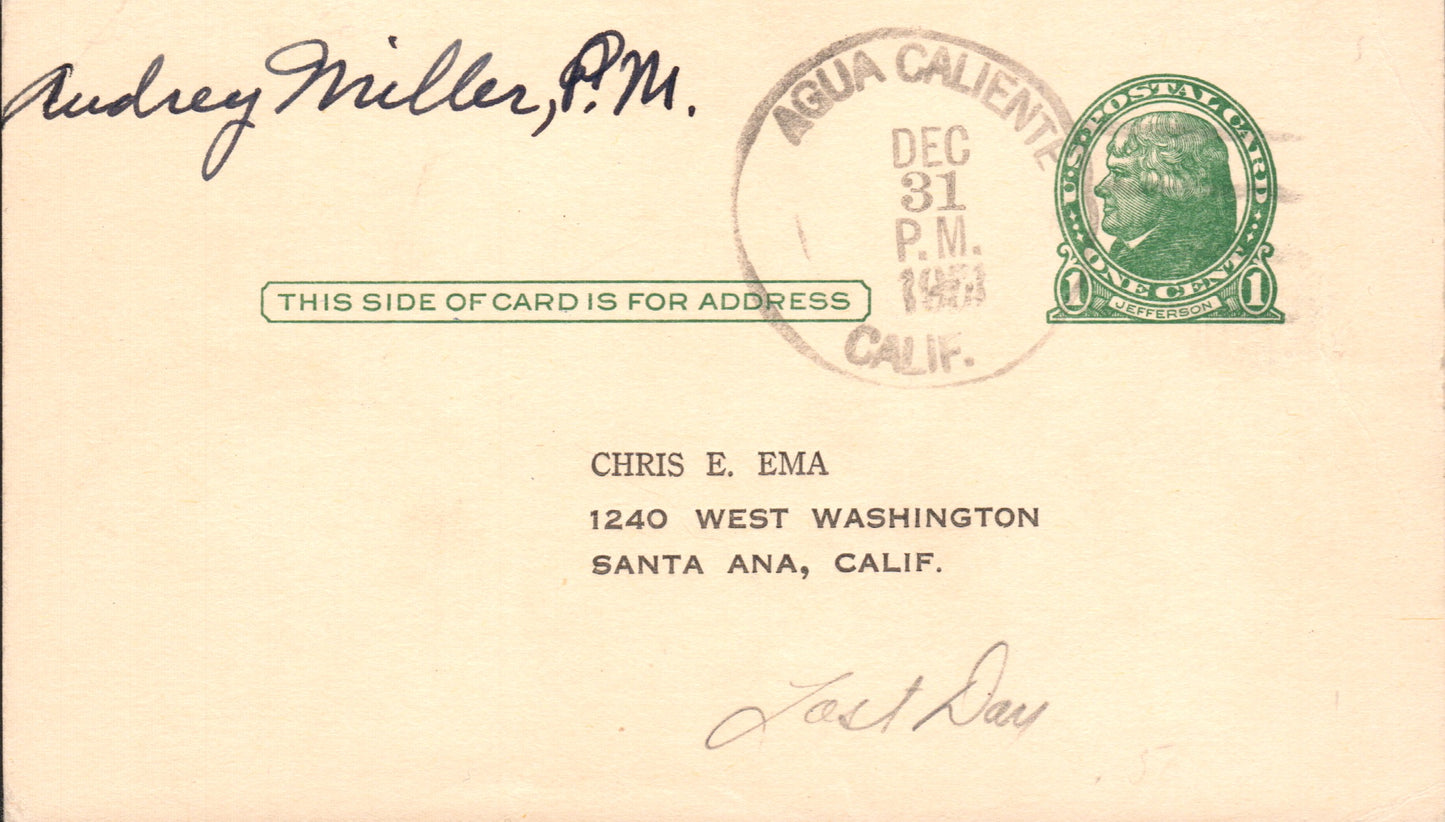 Audrey Miller, P.M.
AGUA CALIENTE
DEC
31
P.M.
1951
CALIF.
U.S. POSTAL CARD
ONE CENT
1 JEFFERSON 1
THIS SIDE OF CARD IS FOR ADDRESS
CHRIS E. EMA
1240 WEST WASHINGTON
SANTA ANA, CALIF.
Last Day